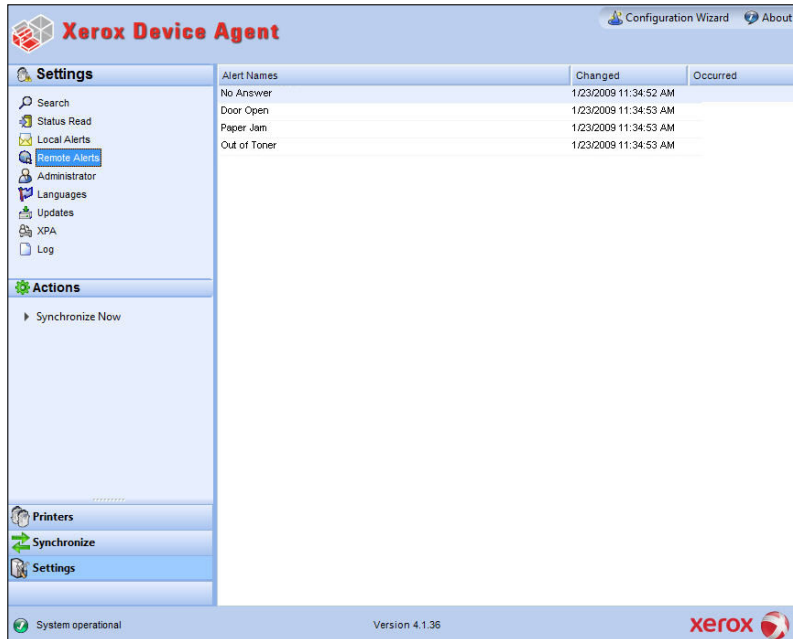 Xerox Device Agent
Configuration Wizard About
Settings
Search
Status Read
Local Alerts
Remote Alerts
Administrator
Languages
Updates
XPA
Log
Actions
Synchronize Now
Printers
Synchronize
Settings
Alert Names Changed Occurred
No Answer 1/23/2009 11:34:52 AM
Door Open 1/23/2009 11:34:53 AM
Paper Jam 1/23/2009 11:34:53 AM
Out of Toner 1/23/2009 11:34:53 AM
System operational Version 4.1.36 xerox